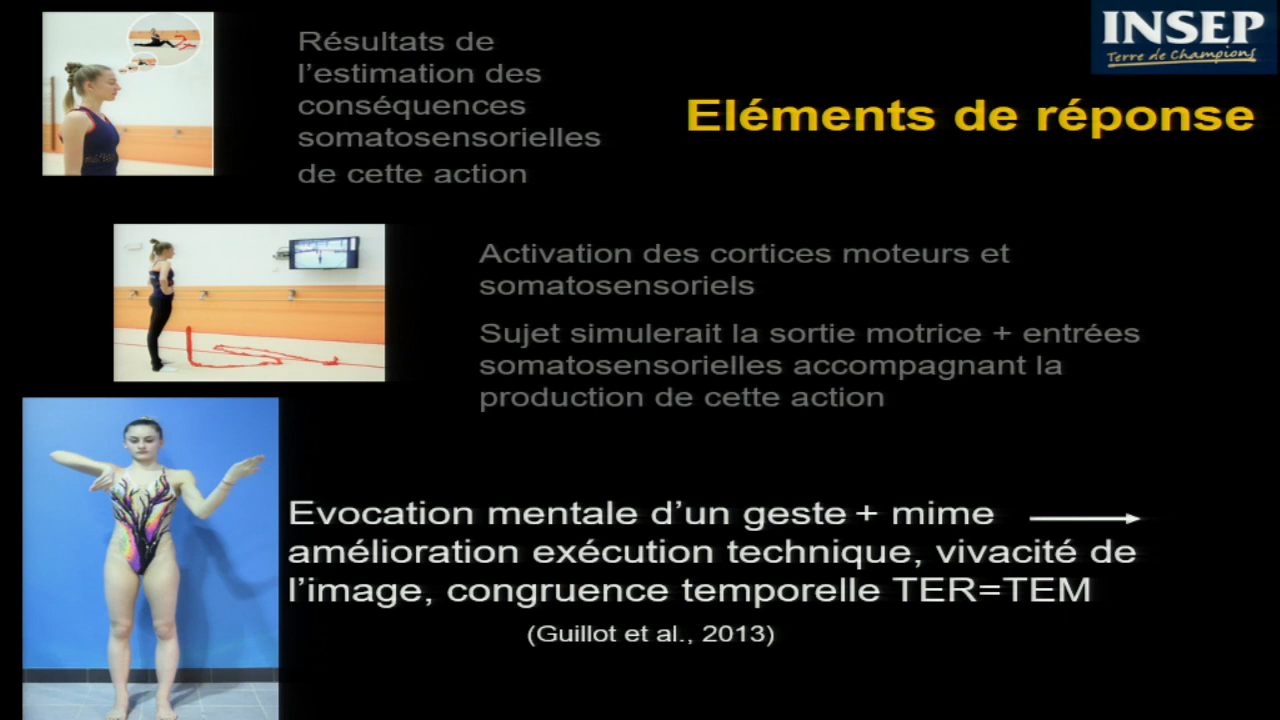 INSEP
Terre de Champions
Eléments de réponse
Résultats de
l’estimation des
conséquences
somatosensorielles
de cette action
Activation des cortices moteurs et
somatosensoriels
Sujet simulerait la sortie motrice + entrées
somatosensorielles accompagnant la
production de cette action
Evocation mentale d’un geste + mime
amélioration exécution technique, vivacité de
l’image, congruence temporelle TER=TEM
(Guillot et al., 2013)